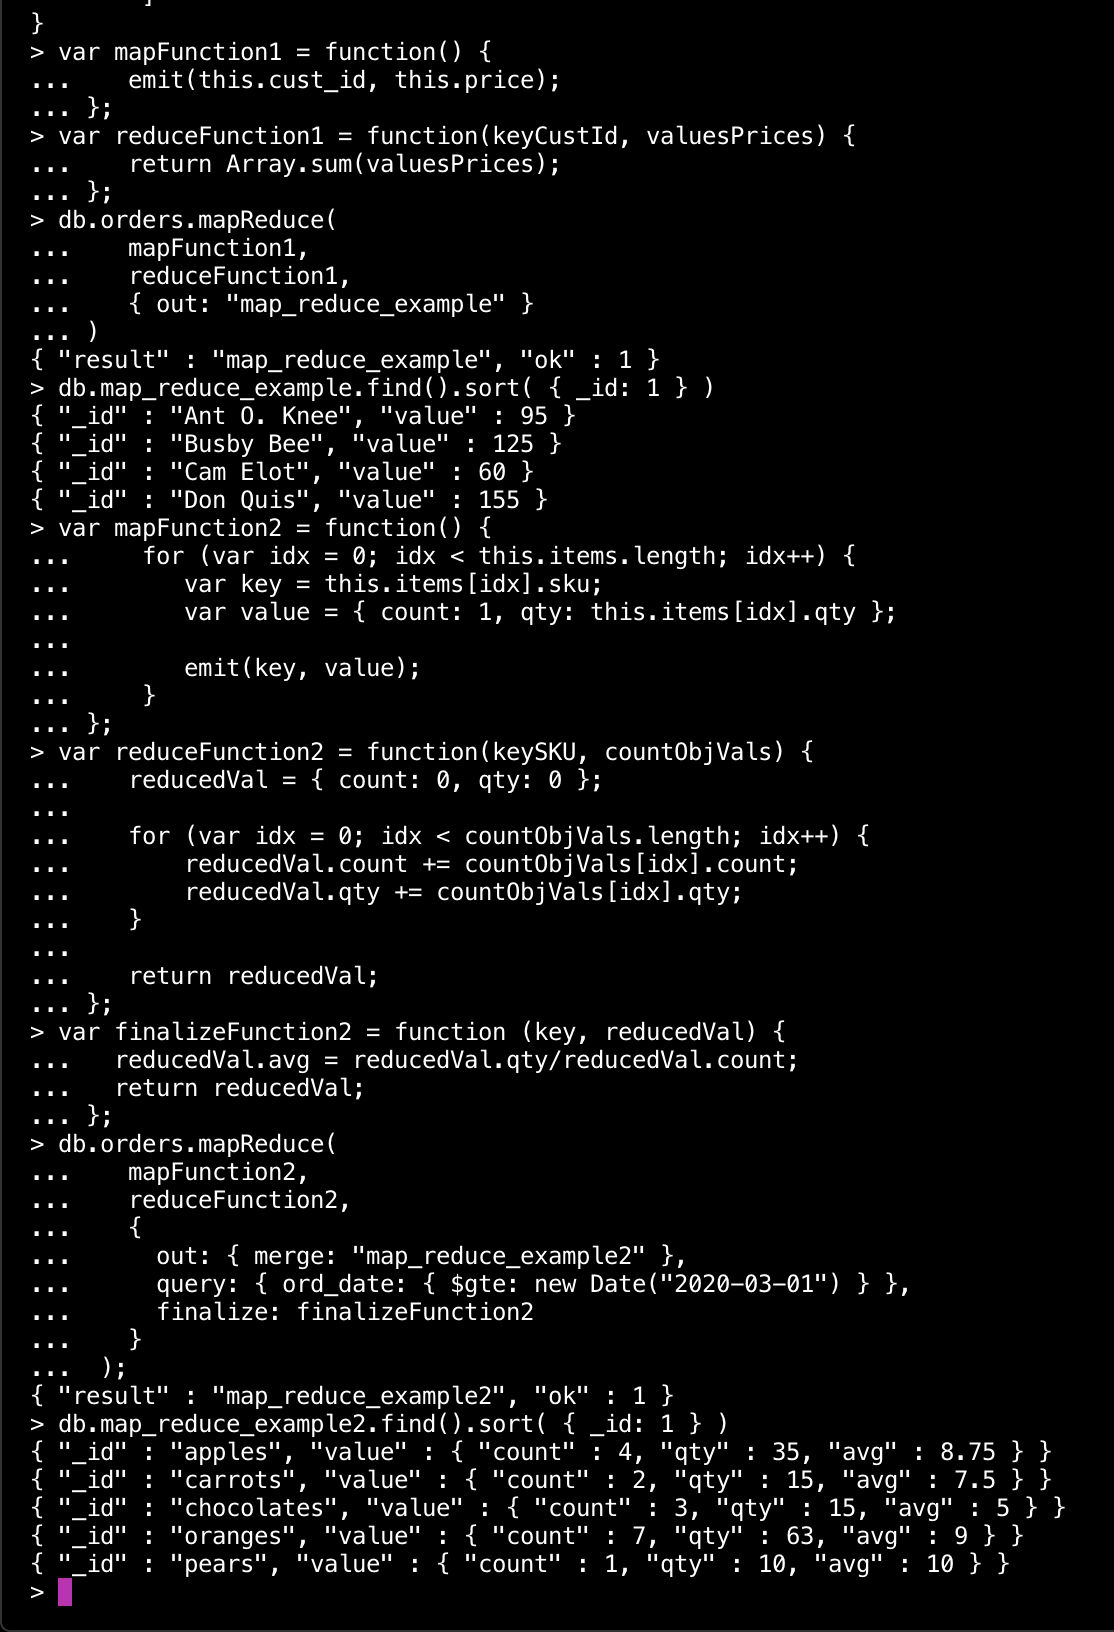 }
> var mapFunction1 = function() {
...    emit(this.cust_id, this.price);
... };
> var reduceFunction1 = function(keyCustId, valuesPrices) {
...    return Array.sum(valuesPrices);
... };
> db.orders.mapReduce(
...    mapFunction1,
...    reduceFunction1,
...    { out: "map_reduce_example" }
... )
{ "result" : "map_reduce_example", "ok" : 1 }
> db.map_reduce_example.find().sort( { _id: 1 } )
{ "_id" : "Ant O. Knee", "value" : 95 }
{ "_id" : "Busby Bee", "value" : 125 }
{ "_id" : "Cam Elot", "value" : 60 }
{ "_id" : "Don Quis", "value" : 155 }
> var mapFunction2 = function() {
...     for (var idx = 0; idx < this.items.length; idx++) {
...        var key = this.items[idx].sku;
...        var value = { count: 1, qty: this.items[idx].qty };
...
...        emit(key, value);
...     }
... };
> var reduceFunction2 = function(keySKU, countObjVals) {
...    reducedVal = { count: 0, qty: 0 };
...
...    for (var idx = 0; idx < countObjVals.length; idx++) {
...        reducedVal.count += countObjVals[idx].count;
...        reducedVal.qty += countObjVals[idx].qty;
...    }
...
...    return reducedVal;
... };
> var finalizeFunction2 = function (key, reducedVal) {
...   reducedVal.avg = reducedVal.qty/reducedVal.count;
...   return reducedVal;
... };
> db.orders.mapReduce(
...    mapFunction2,
...    reduceFunction2,
...    {
...      out: { merge: "map_reduce_example2" },
...      query: { ord_date: { $gte: new Date("2020-03-01") } },
...      finalize: finalizeFunction2
...    }
...  );
{ "result" : "map_reduce_example2", "ok" : 1 }
> db.map_reduce_example2.find().sort( { _id: 1 } )
{ "_id" : "apples", "value" : { "count" : 4, "qty" : 35, "avg" : 8.75 } }
{ "_id" : "carrots", "value" : { "count" : 2, "qty" : 15, "avg" : 7.5 } }
{ "_id" : "chocolates", "value" : { "count" : 3, "qty" : 15, "avg" : 5 } }
{ "_id" : "oranges", "value" : { "count" : 7, "qty" : 63, "avg" : 9 } }
{ "_id" : "pears", "value" : { "count" : 1, "qty" : 10, "avg" : 10 } }
>